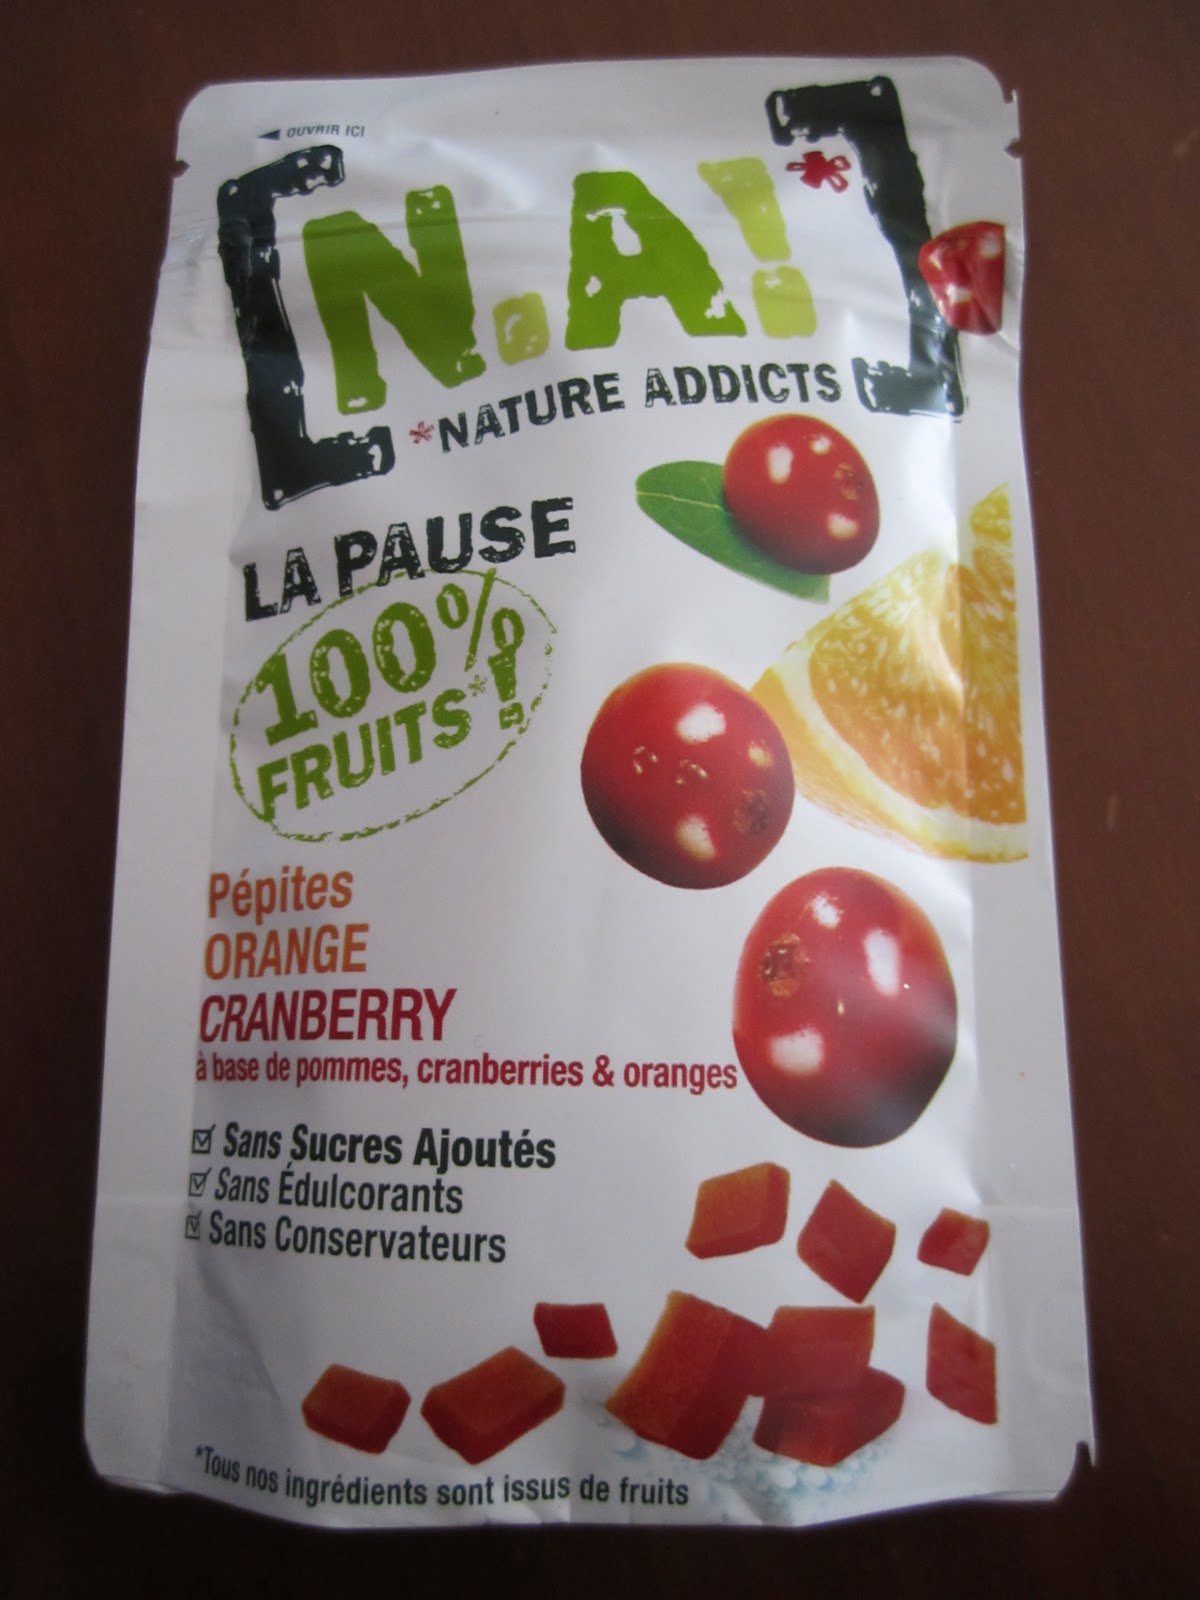 OUVRIR ICI
[N.A!*]
*NATURE ADDICTS
LA PAUSE
100%
FRUITS*!
Pépites
ORANGE
CRANBERRY
à base de pommes, cranberries & oranges
Sans Sucres Ajoutés
Sans Édulcorants
Sans Conservateurs
*Tous nos ingrédients sont issus de fruits